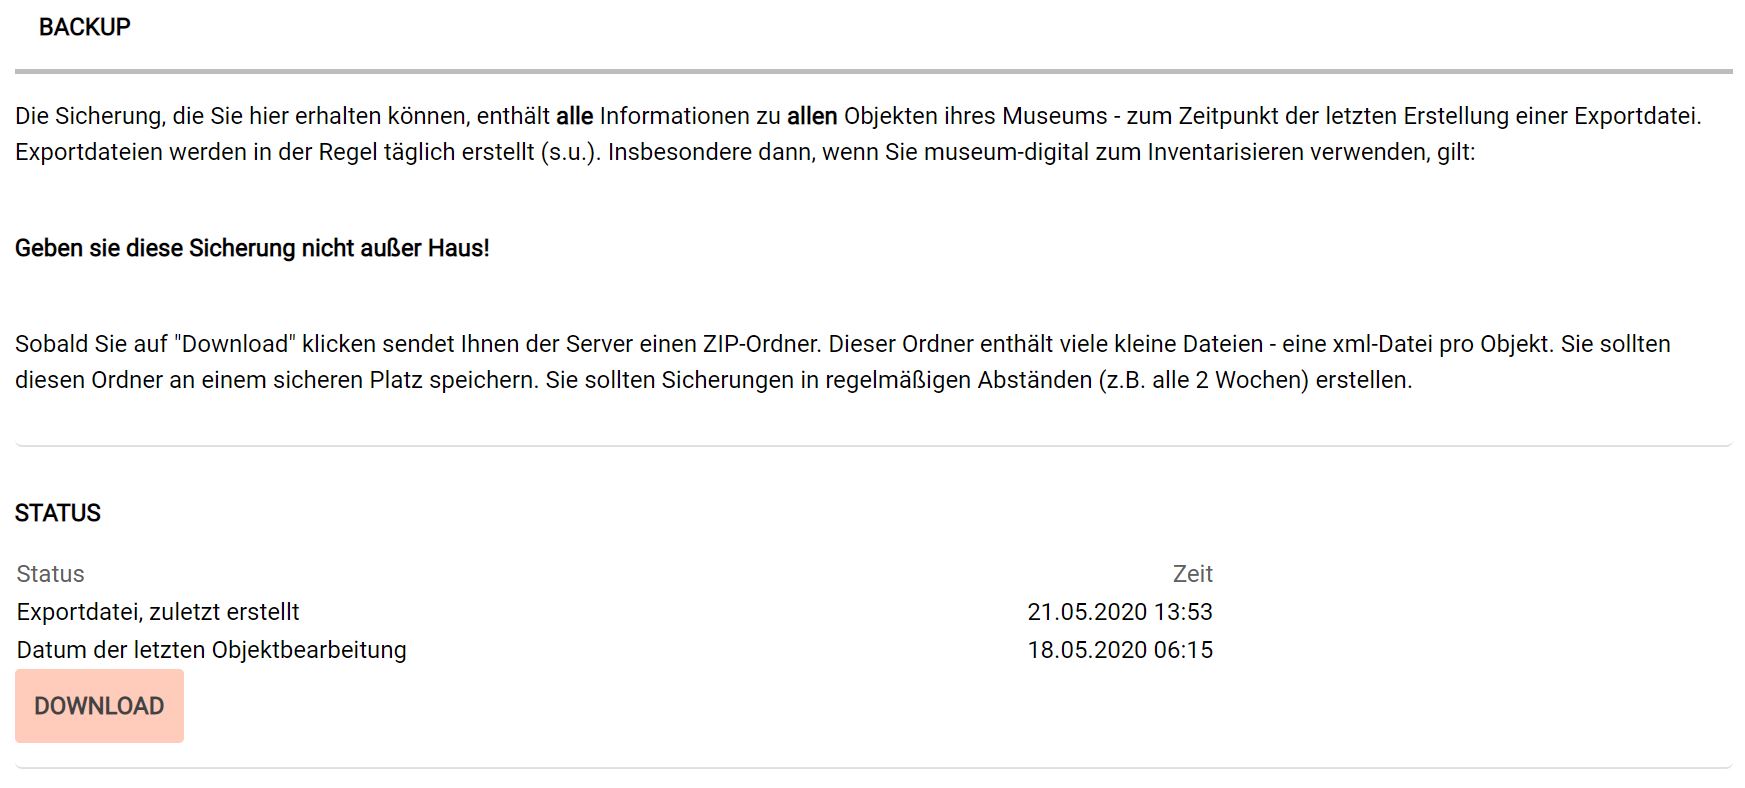 BACKUP
Die Sicherung, die Sie hier erhalten können, enthält alle Informationen zu allen Objekten ihres Museums - zum Zeitpunkt der letzten Erstellung einer Exportdatei.
Exportdateien werden in der Regel täglich erstellt (s.u.). Insbesondere dann, wenn Sie museum-digital zum Inventarisieren verwenden, gilt:
Geben sie diese Sicherung nicht außer Haus!
Sobald Sie auf "Download" klicken sendet Ihnen der Server einen ZIP-Ordner. Dieser Ordner enthält viele kleine Dateien - eine xml-Datei pro Objekt. Sie sollten
diesen Ordner an einem sicheren Platz speichern. Sie sollten Sicherungen in regelmäßigen Abständen (z.B. alle 2 Wochen) erstellen.
STATUS
Status Zeit
Exportdatei, zuletzt erstellt 21.05.2020 13:53
Datum der letzten Objektbearbeitung 18.05.2020 06:15
DOWNLOAD